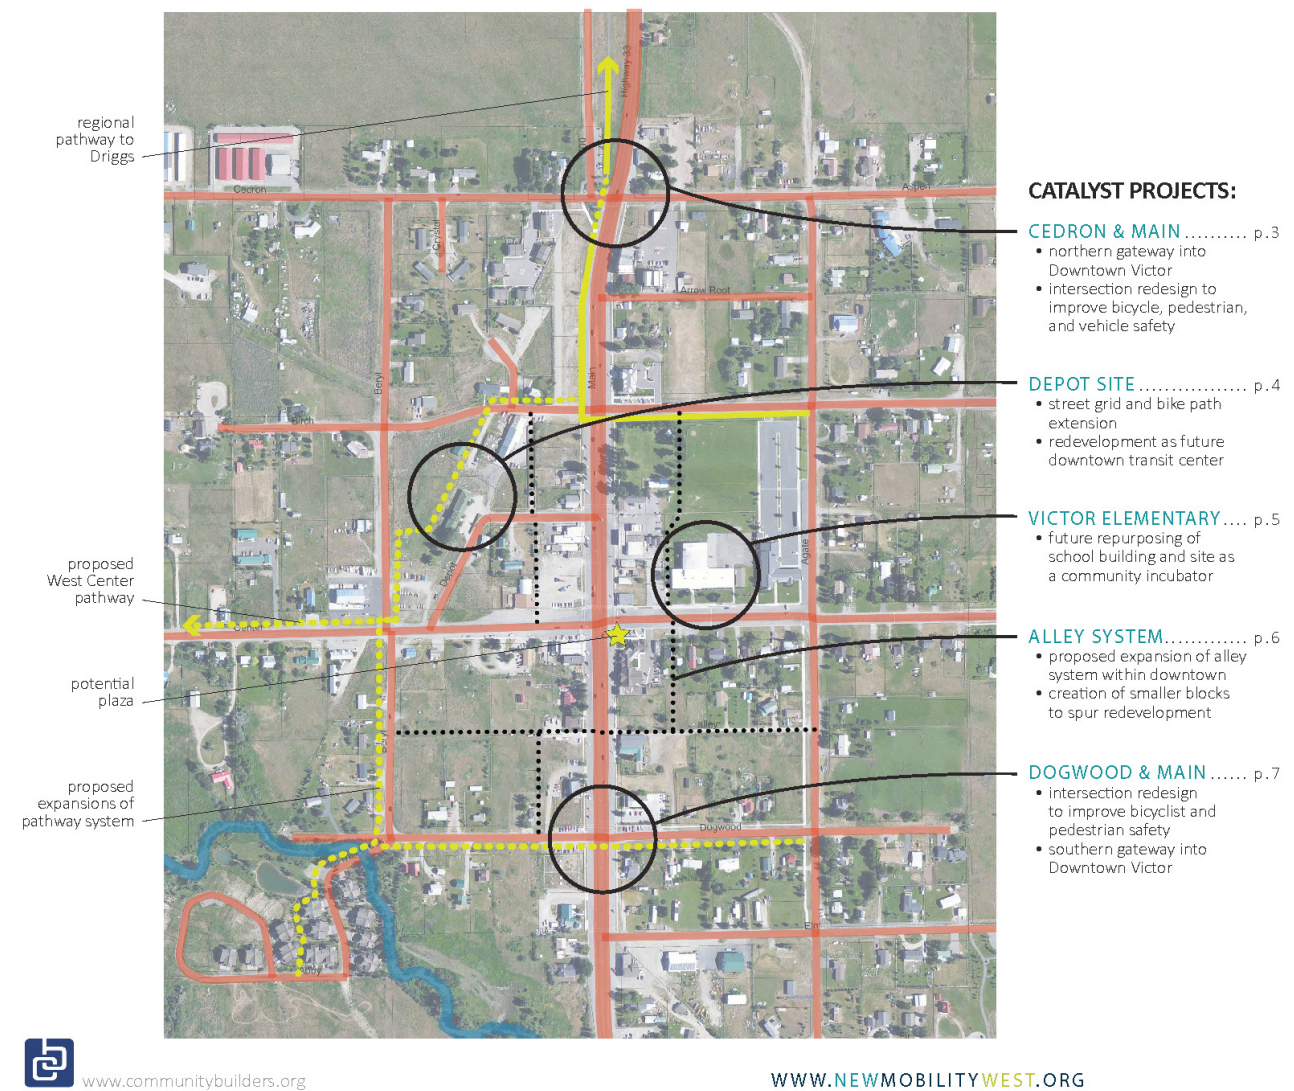 regional
pathway to
Driggs
proposed
West Center
pathway
potential
plaza
proposed
expansions of
pathway system
Highway 33
Cedron
Aspen
Crystal
Arrow Root
Beryl
Main
Birch
Depot
Agate
Center
alley
Dogwood
Elm
CATALYST PROJECTS:
CEDRON & MAIN .......... p.3
• northern gateway into
Downtown Victor
• intersection redesign to
improve bicycle, pedestrian,
and vehicle safety
DEPOT SITE ................. p.4
• street grid and bike path
extension
• redevelopment as future
downtown transit center
VICTOR ELEMENTARY .... p.5
• future repurposing of
school building and site as
a community incubator
ALLEY SYSTEM............. p.6
• proposed expansion of alley
system within downtown
• creation of smaller blocks
to spur redevelopment
DOGWOOD & MAIN ...... p.7
• intersection redesign
to improve bicyclist and
pedestrian safety
• southern gateway into
Downtown Victor
www.communitybuilders.org
WWW.NEWMOBILITYWEST.ORG